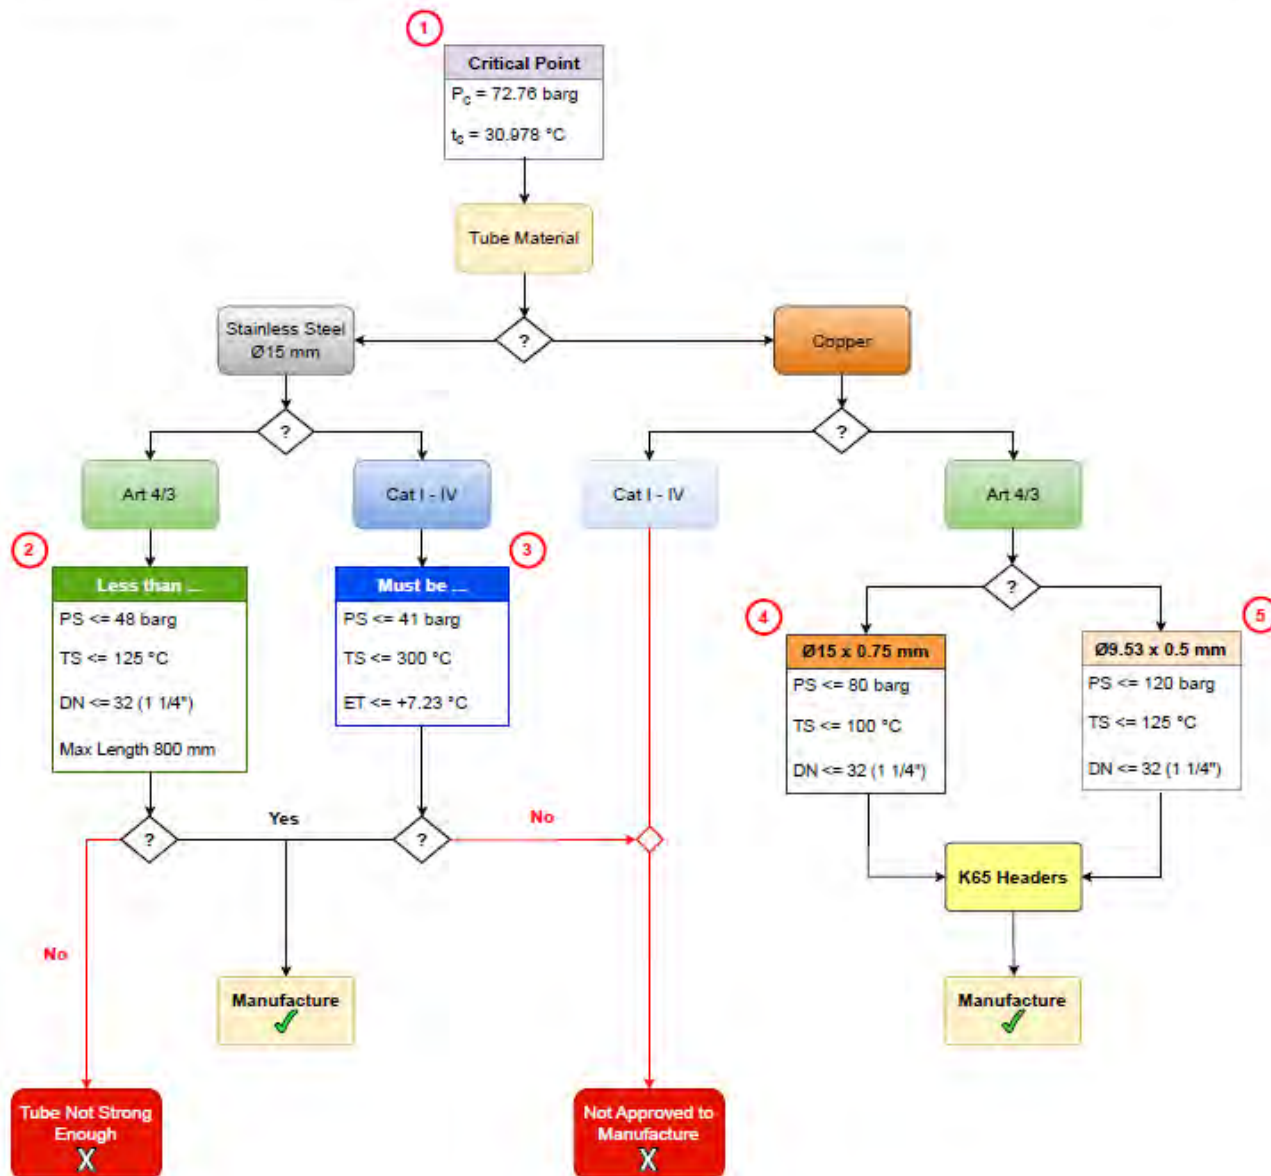 1
Critical Point
Pc = 72.76 barg
tc = 30.978 °C
Tube Material
?
Stainless Steel
Ø15 mm
Copper
?
?
Art 4/3
Cat I - IV
Cat I - IV
Art 4/3
2
Less than ...
PS <= 48 barg
TS <= 125 °C
DN <= 32 (1 1/4")
Max Length 800 mm
3
Must be ...
PS <= 41 barg
TS <= 300 °C
ET <= +7.23 °C
?
4
Ø15 x 0.75 mm
PS <= 80 barg
TS <= 100 °C
DN <= 32 (1 1/4")
5
Ø9.53 x 0.5 mm
PS <= 120 barg
TS <= 125 °C
DN <= 32 (1 1/4")
?
Yes
?
No
K65 Headers
No
Manufacture
Manufacture
Tube Not Strong
Enough
X
Not Approved to
Manufacture
X